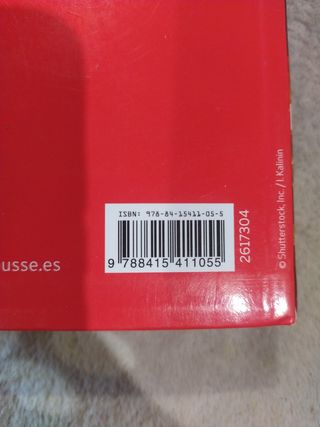 ISBN: 978-84-15411-05-5
9 788415 411055
2617304
© Shutterstock, Inc. / I. Kalinin
usse.es